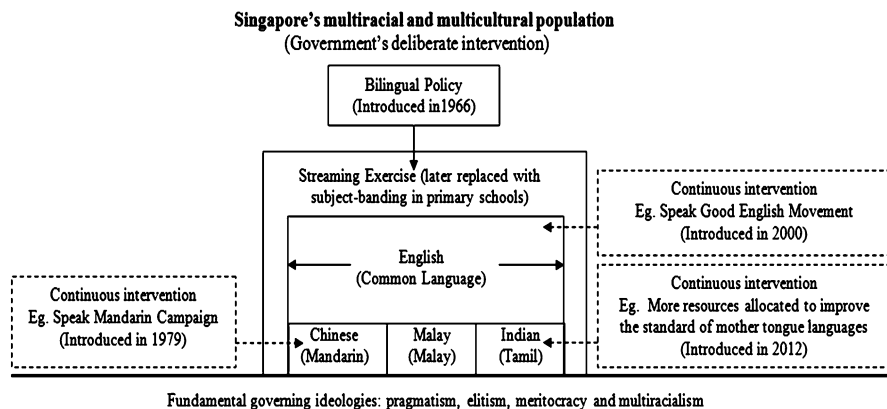 Singapore's multiracial and multicultural population
(Government's deliberate intervention)
Bilingual Policy
(Introduced in1966)
Streaming Exercise (later replaced with
subject-banding in primary schools)
Continuous intervention
Eg. Speak Good English Movement
(Introduced in 2000)
English
(Common Language)
Continuous intervention
Eg. Speak Mandarin Campaign
(Introduced in 1979)
Chinese
(Mandarin)
Malay
(Malay)
Indian
(Tamil)
Continuous intervention
Eg. More resources allocated to improve
the standard of mother tongue languages
(Introduced in 2012)
Fundamental governing ideologies: pragmatism, elitism, meritocracy and multiracialism